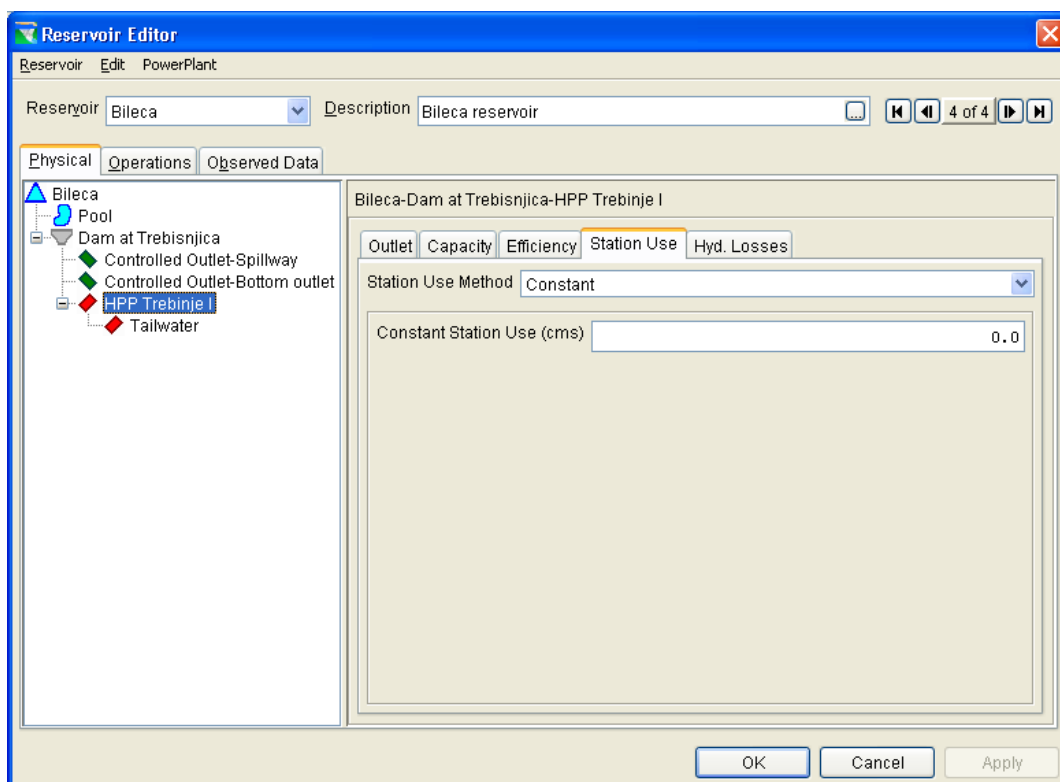 Reservoir Editor
Reservoir Edit PowerPlant
Reservoir Bileca Description Bileca reservoir ... 4 of 4
Physical Operations Observed Data
Bileca
Pool
Dam at Trebisnjica
Controlled Outlet-Spillway
Controlled Outlet-Bottom outlet
HPP Trebinje I
Tailwater
Bileca-Dam at Trebisnjica-HPP Trebinje I
Outlet Capacity Efficiency Station Use Hyd. Losses
Station Use Method Constant
Constant Station Use (cms) 0.0
OK Cancel Apply